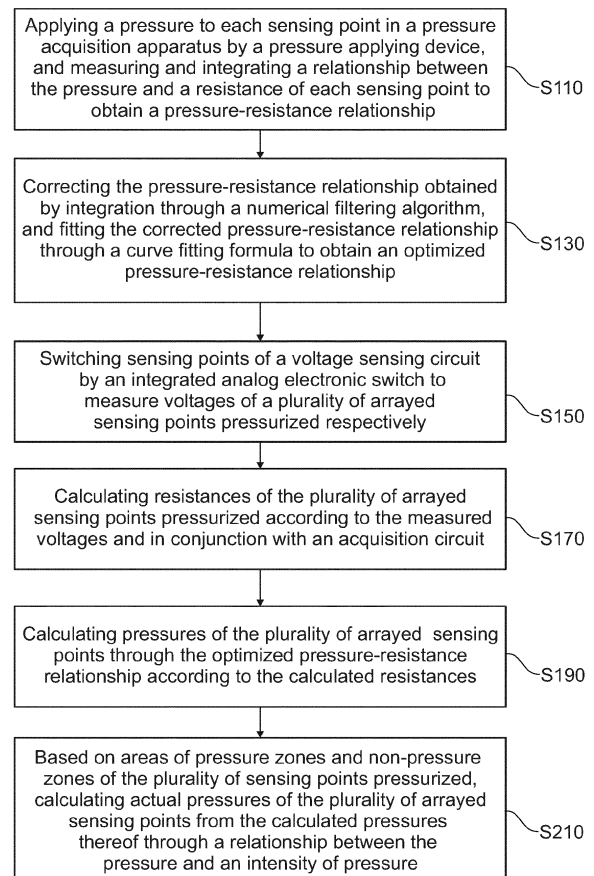 Applying a pressure to each sensing point in a pressure
acquisition apparatus by a pressure applying device,
and measuring and integrating a relationship between
the pressure and a resistance of each sensing point to
obtain a pressure-resistance relationship
S110
Correcting the pressure-resistance relationship obtained
by integration through a numerical filtering algorithm,
and fitting the corrected pressure-resistance relationship
through a curve fitting formula to obtain an optimized
pressure-resistance relationship
S130
Switching sensing points of a voltage sensing circuit
by an integrated analog electronic switch to
measure voltages of a plurality of arrayed
sensing points pressurized respectively
S150
Calculating resistances of the plurality of arrayed
sensing points pressurized according to the measured
voltages and in conjunction with an acquisition circuit
S170
Calculating pressures of the plurality of arrayed sensing
points through the optimized pressure-resistance
relationship according to the calculated resistances
S190
Based on areas of pressure zones and non-pressure
zones of the plurality of sensing points pressurized,
calculating actual pressures of the plurality of arrayed
sensing points from the calculated pressures
thereof through a relationship between the
pressure and an intensity of pressure
S210